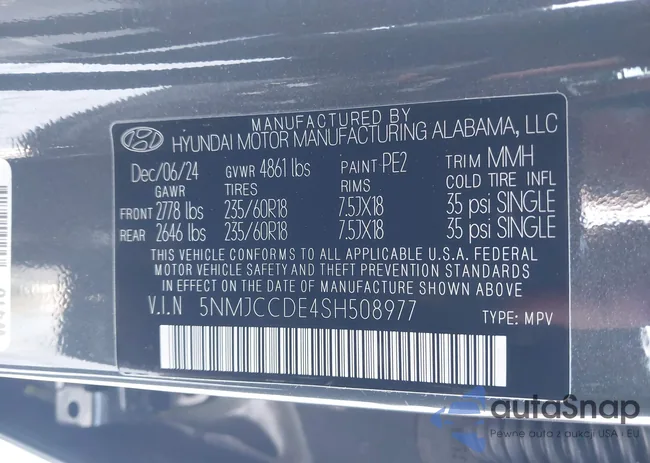 MANUFACTURED BY
HYUNDAI MOTOR MANUFACTURING ALABAMA, LLC
Dec/06/24 GVWR 4861 lbs PAINT PE2 TRIM MMH
GAWR TIRES RIMS COLD TIRE INFL
FRONT 2778 lbs 235/60R18 7.5JX18 35 psi SINGLE
REAR 2646 lbs 235/60R18 7.5JX18 35 psi SINGLE
THIS VEHICLE CONFORMS TO ALL APPLICABLE U.S.A. FEDERAL
MOTOR VEHICLE SAFETY AND THEFT PREVENTION STANDARDS
IN EFFECT ON THE DATE OF MANUFACTURE SHOWN ABOVE.
V.I.N 5NMJCCDE4SH508977 TYPE: MPV
autaSnap
Pewne auta z aukcji USA i EU